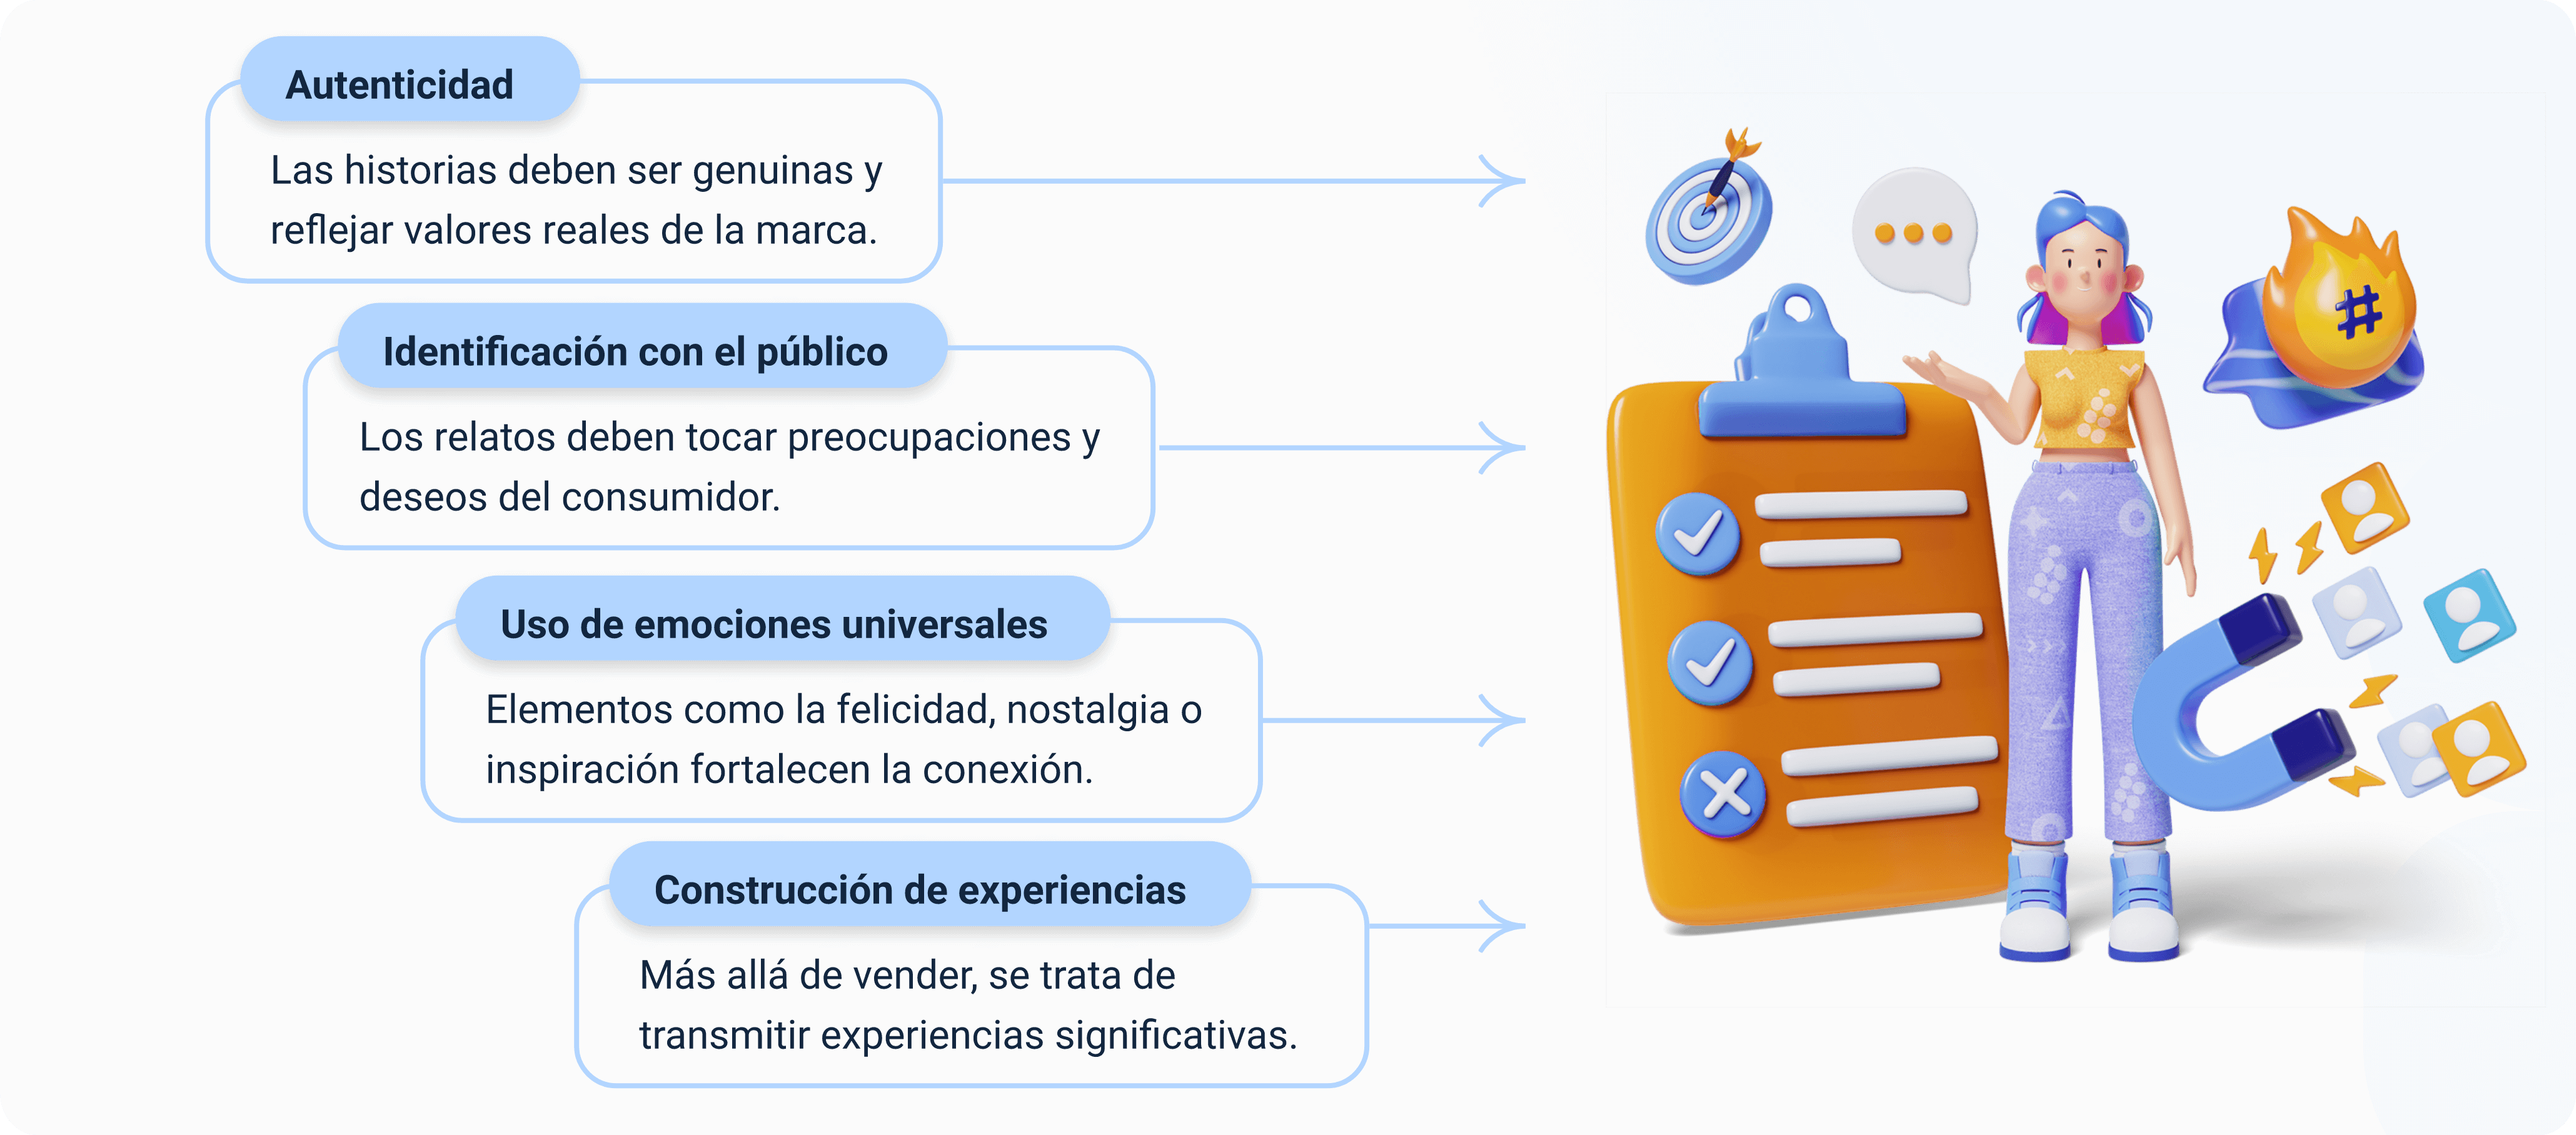 Autenticidad
Las historias deben ser genuinas y
reflejar valores reales de la marca.
Identificación con el público
Los relatos deben tocar preocupaciones y
deseos del consumidor.
Uso de emociones universales
Elementos como la felicidad, nostalgia o
inspiración fortalecen la conexión.
Construcción de experiencias
Más allá de vender, se trata de
transmitir experiencias significativas.
#